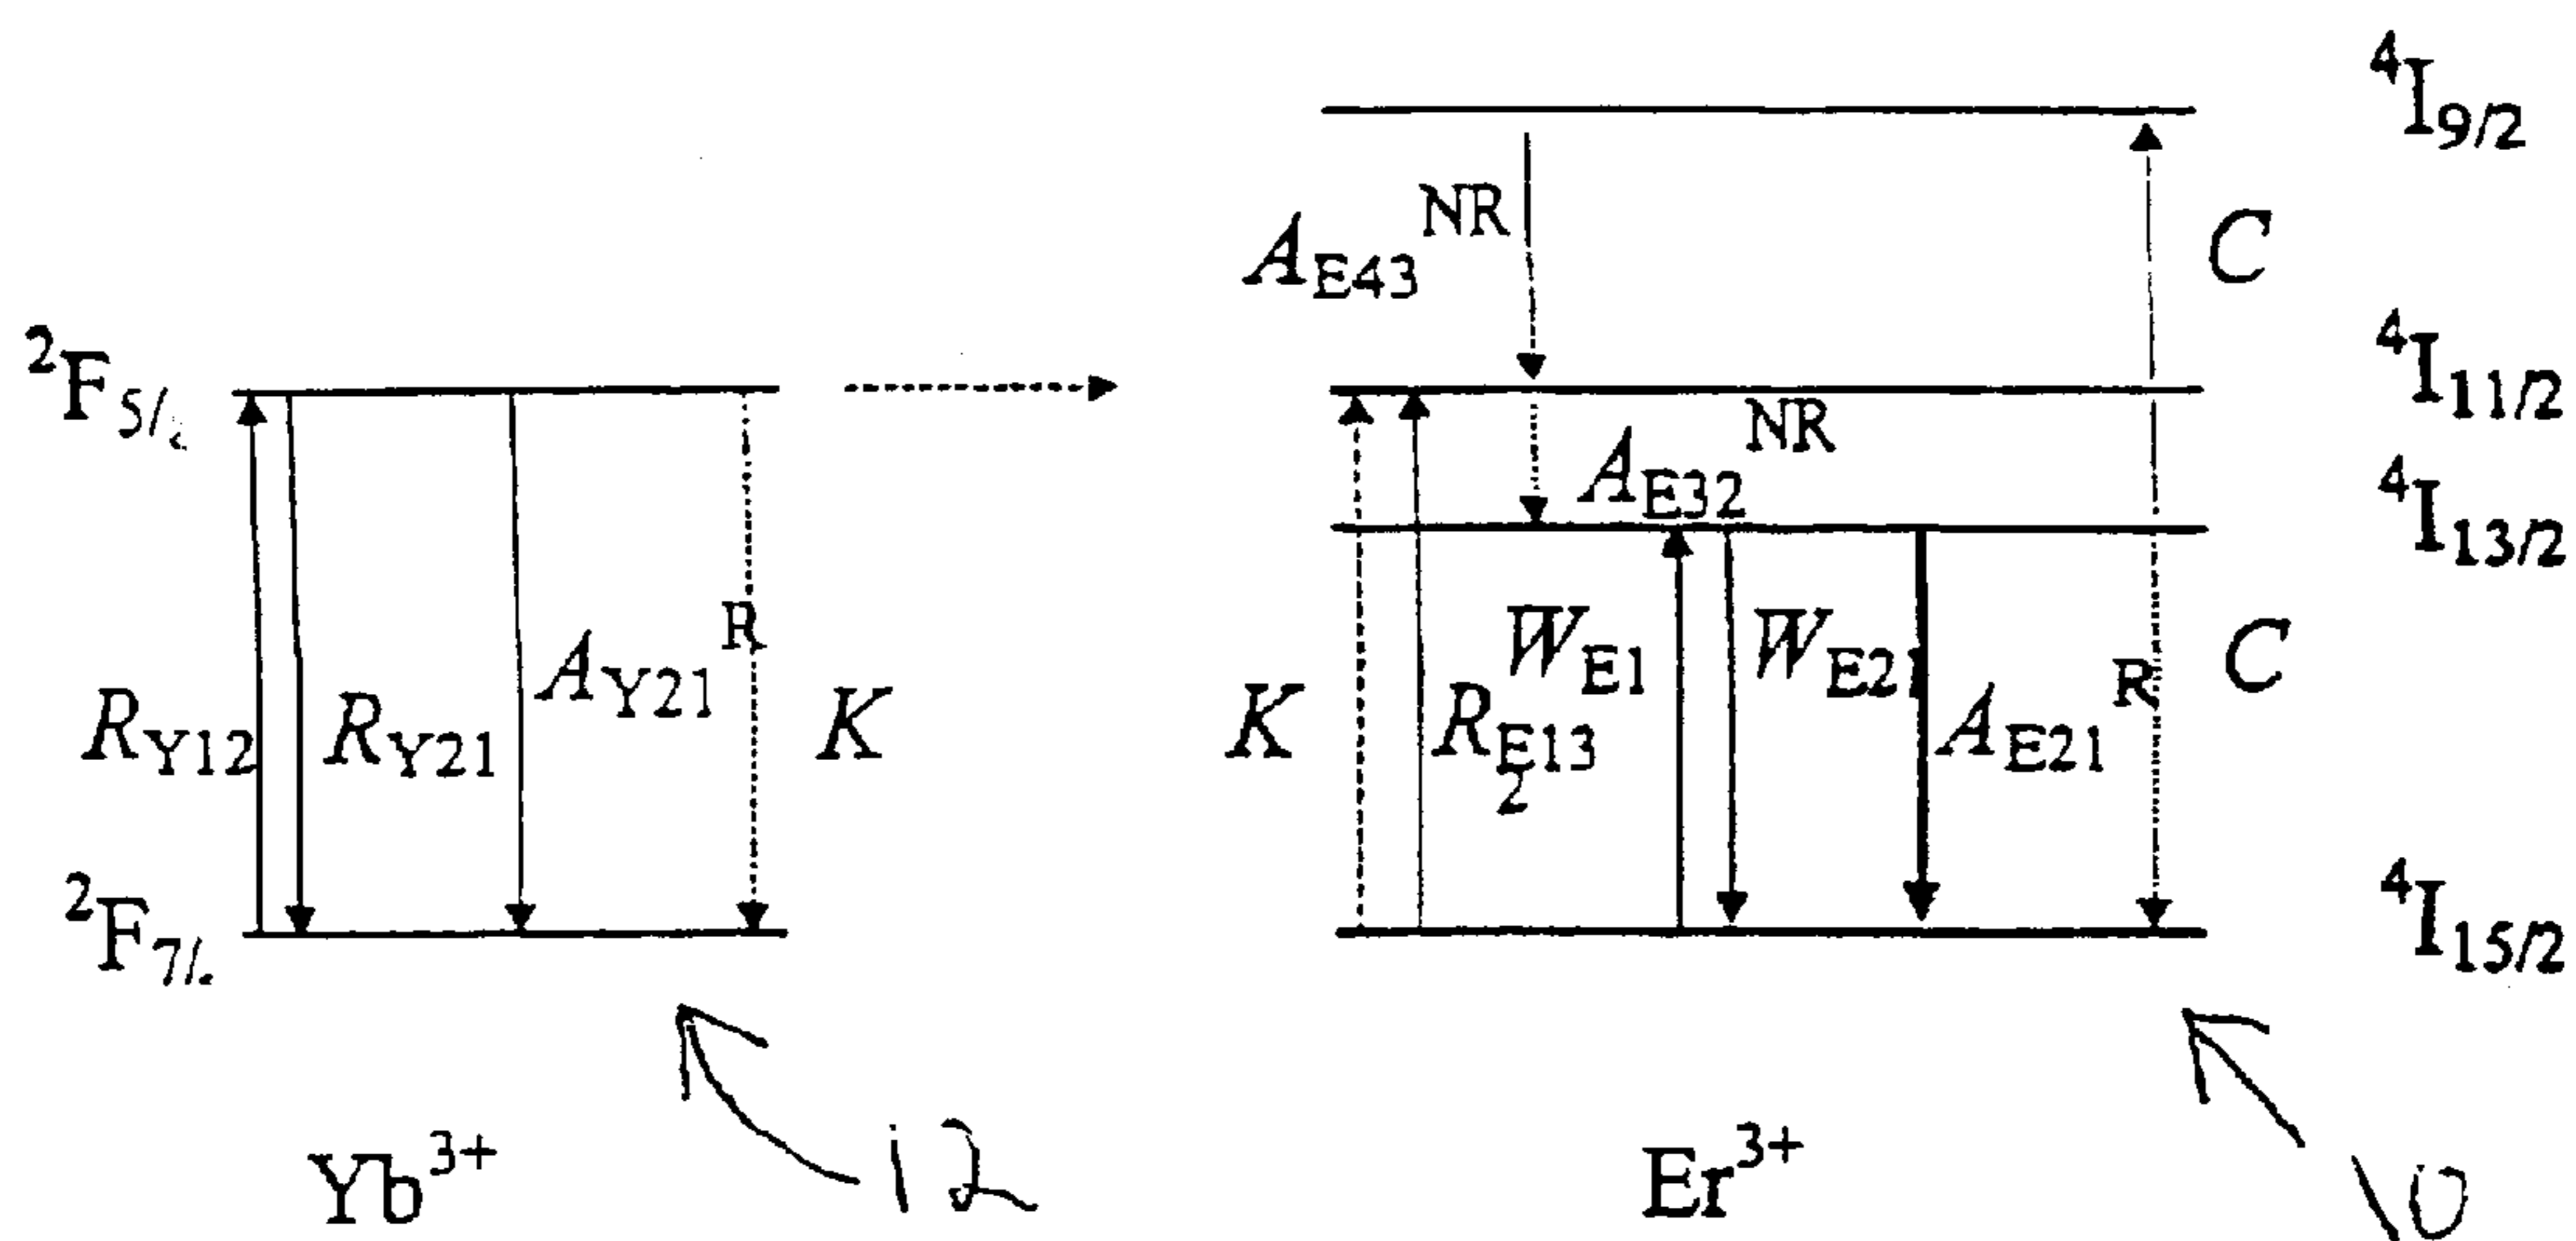 ⁴I₉/₂
A_E43^NR
C
²F₅/
⁴I₁₁/₂
A_E32^NR
⁴I₁₃/₂
R_Y12
R_Y21
A_Y21^R
K
K
R_E13
W_E1
2
W_E21
A_E21^R
C
²F₇/
⁴I₁₅/₂
Yb³⁺
12
Er³⁺
10